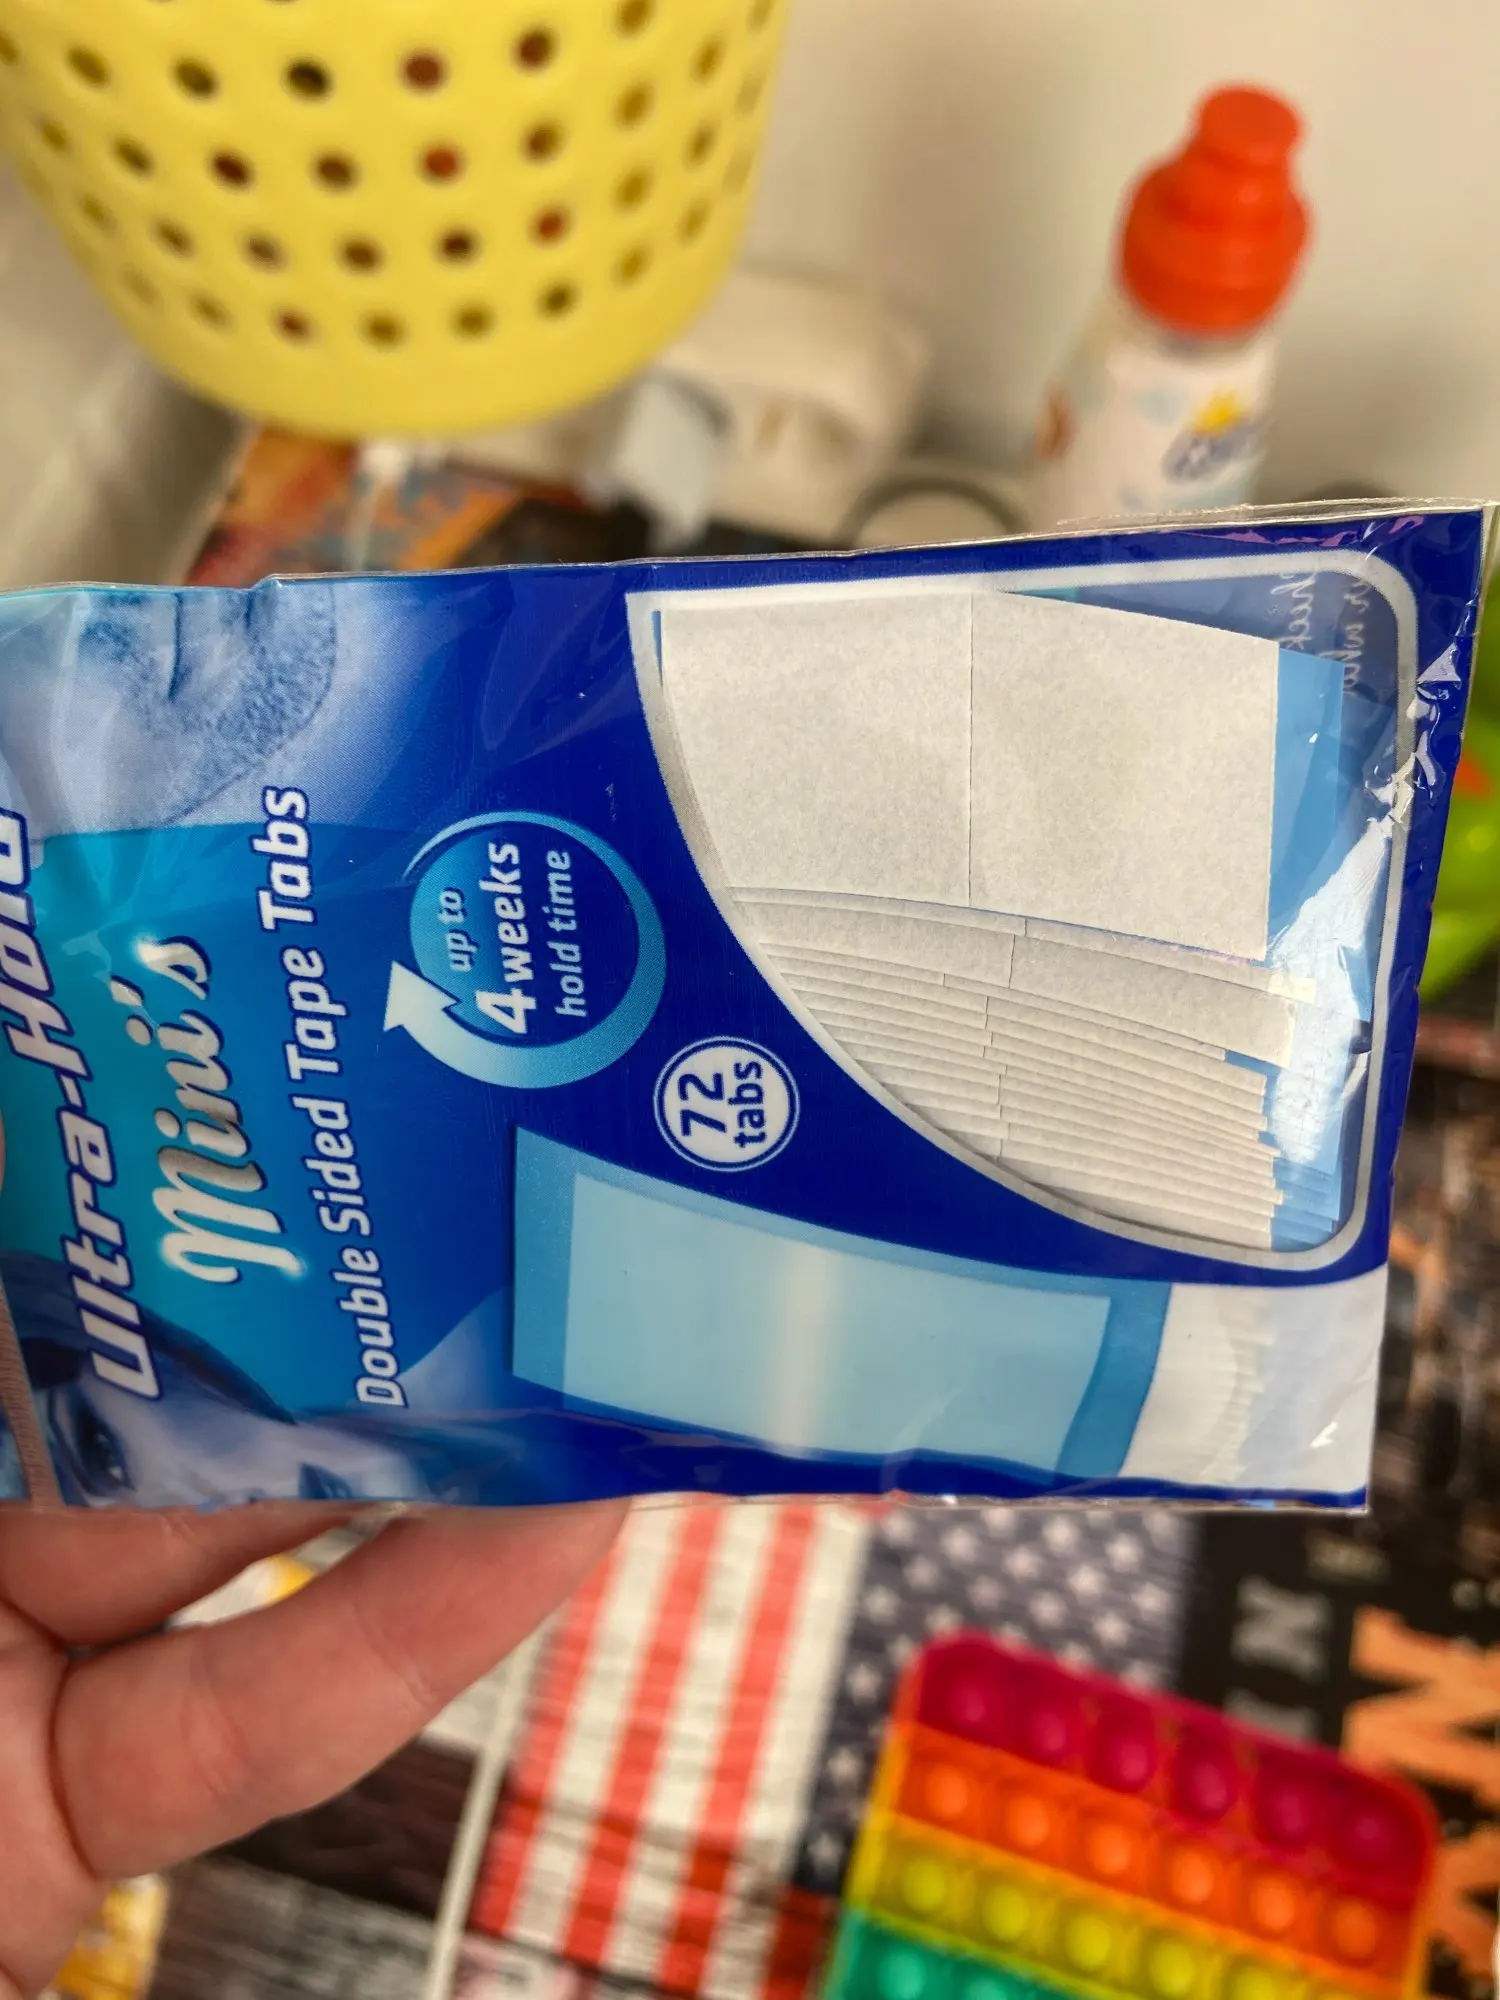 Ultra-Hold
Mini's
Double Sided Tape Tabs
up to
4 weeks
hold time
72
tabs